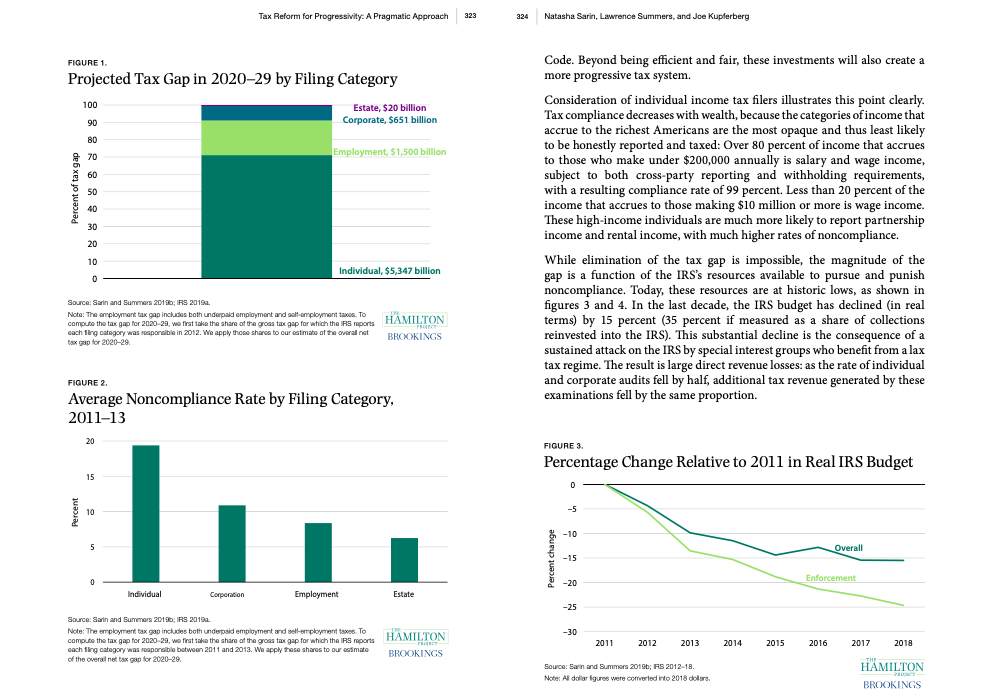 Tax Reform for Progressivity: A Pragmatic Approach 323
FIGURE 1.
Projected Tax Gap in 2020–29 by Filing Category
Percent of tax gap
100
90
80
70
60
50
40
30
20
10
0
Estate, $20 billion
Corporate, $651 billion
Employment, $1,500 billion
Individual, $5,347 billion
Source: Sarin and Summers 2019b; IRS 2019a.
Note: The employment tax gap includes both underpaid employment and self-employment taxes. To
compute the tax gap for 2020–29, we first take the share of the gross tax gap for which the IRS reports
each filing category was responsible in 2012. We apply those shares to our estimate of the overall net
tax gap for 2020–29.
THE
HAMILTON
PROJECT
BROOKINGS
FIGURE 2.
Average Noncompliance Rate by Filing Category,
2011–13
Percent
20
15
10
5
0
Individual Corporation Employment Estate
Source: Sarin and Summers 2019b; IRS 2019a.
Note: The employment tax gap includes both underpaid employment and self-employment taxes. To
compute the tax gap for 2020–29, we first take the share of the gross tax gap for which the IRS reports
each filing category was responsible between 2011 and 2013. We apply these shares to our estimate
of the overall net tax gap for 2020–29.
THE
HAMILTON
PROJECT
BROOKINGS
324 Natasha Sarin, Lawrence Summers, and Joe Kupferberg
Code. Beyond being efficient and fair, these investments will also create a
more progressive tax system.
Consideration of individual income tax filers illustrates this point clearly.
Tax compliance decreases with wealth, because the categories of income that
accrue to the richest Americans are the most opaque and thus least likely
to be honestly reported and taxed: Over 80 percent of income that accrues
to those who make under $200,000 annually is salary and wage income,
subject to both cross-party reporting and withholding requirements,
with a resulting compliance rate of 99 percent. Less than 20 percent of the
income that accrues to those making $10 million or more is wage income.
These high-income individuals are much more likely to report partnership
income and rental income, with much higher rates of noncompliance.
While elimination of the tax gap is impossible, the magnitude of the
gap is a function of the IRS's resources available to pursue and punish
noncompliance. Today, these resources are at historic lows, as shown in
figures 3 and 4. In the last decade, the IRS budget has declined (in real
terms) by 15 percent (35 percent if measured as a share of collections
reinvested into the IRS). This substantial decline is the consequence of a
sustained attack on the IRS by special interest groups who benefit from a lax
tax regime. The result is large direct revenue losses: as the rate of individual
and corporate audits fell by half, additional tax revenue generated by these
examinations fell by the same proportion.
FIGURE 3.
Percentage Change Relative to 2011 in Real IRS Budget
Percent change
0
–5
–10
–15
–20
–25
–30
Overall
Enforcement
2011 2012 2013 2014 2015 2016 2017 2018
Source: Sarin and Summers 2019b; IRS 2012–18.
Note: All dollar figures were converted into 2018 dollars.
THE
HAMILTON
PROJECT
BROOKINGS